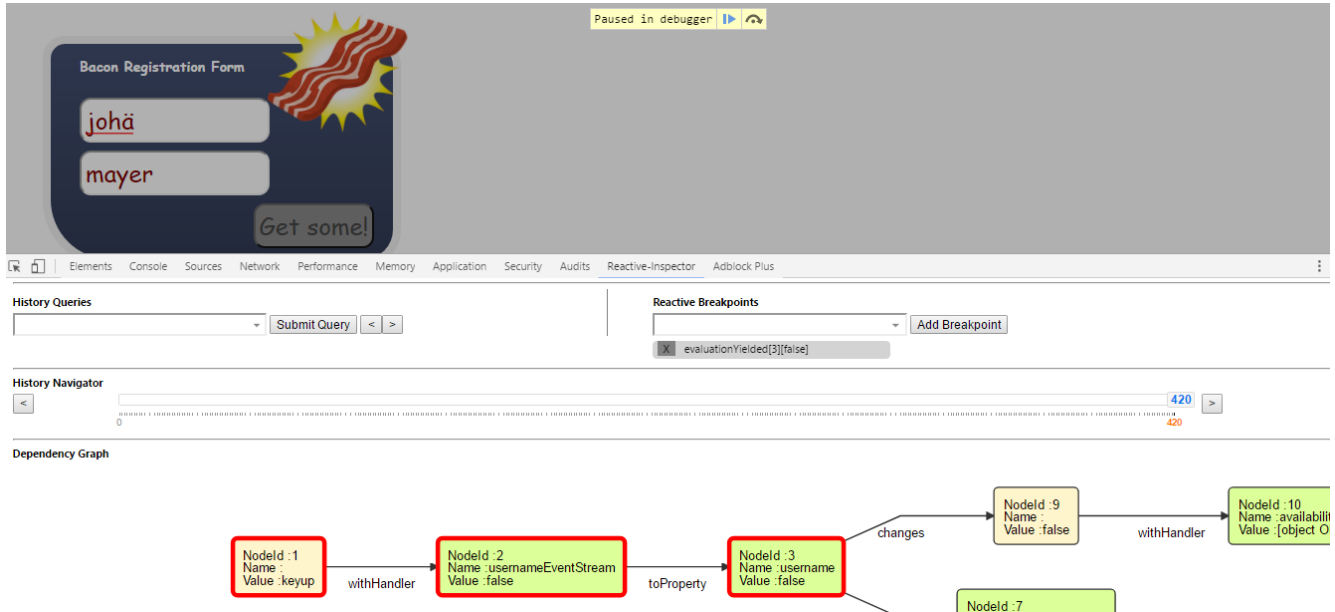 Paused in debugger
Bacon Registration Form
johä
mayer
Get some!
Elements Console Sources Network Performance Memory Application Security Audits Reactive-Inspector Adblock Plus
History Queries
Submit Query < >
Reactive Breakpoints
Add Breakpoint
X evaluationYielded[3][false]
History Navigator
< 420 >
0 420
Dependency Graph
NodeId :1
Name :
Value :keyup
withHandler
NodeId :2
Name :usernameEventStream
Value :false
toProperty
NodeId :3
Name :username
Value :false
changes
NodeId :9
Name :
Value :false
withHandler
NodeId :10
Name :availabilit
Value :[object O
NodeId :7